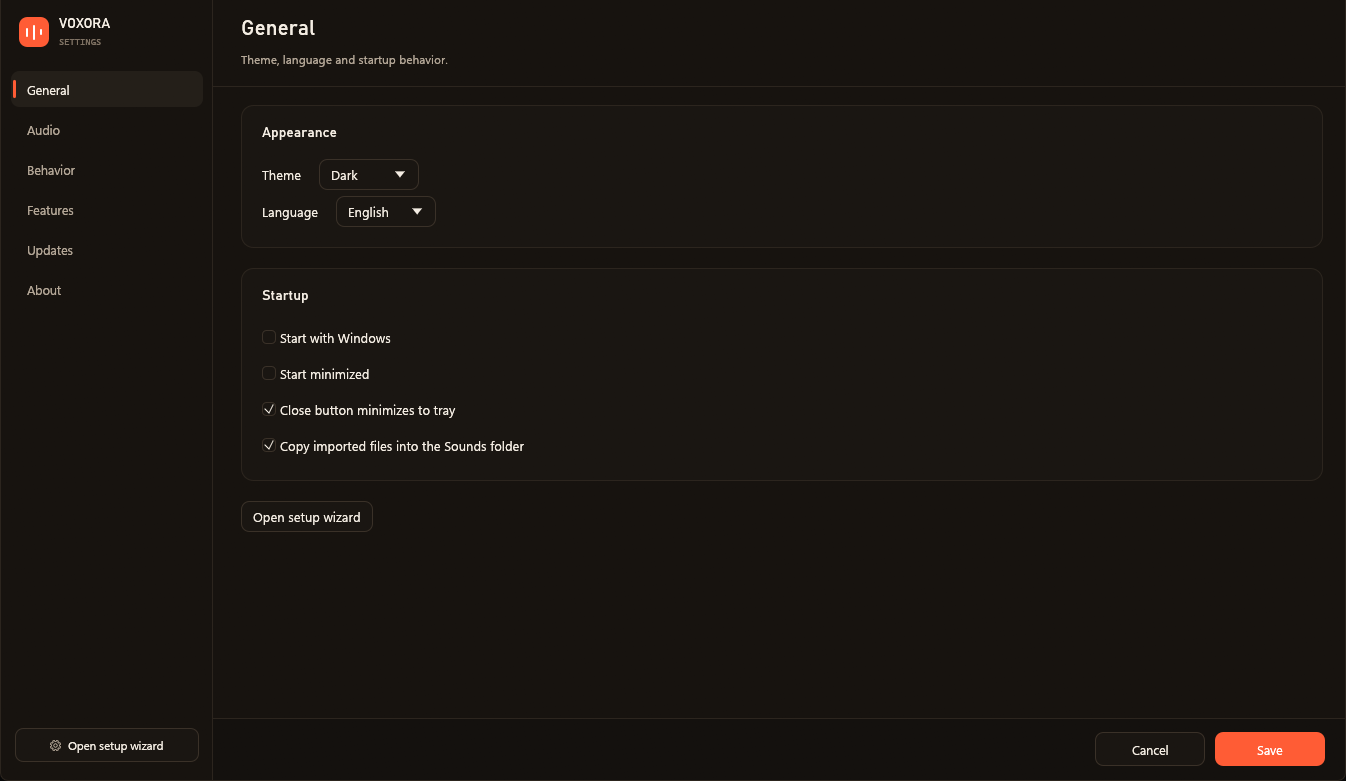 VOXORA
SETTINGS
General
Audio
Behavior
Features
Updates
About
Open setup wizard
General
Theme, language and startup behavior.
Appearance
Theme Dark
Language English
Startup
Start with Windows
Start minimized
Close button minimizes to tray
Copy imported files into the Sounds folder
Open setup wizard
Cancel Save